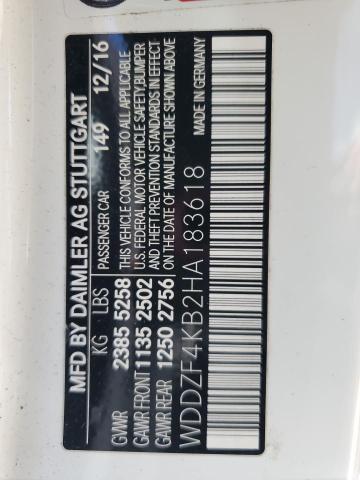 MFD BY DAIMLER AG STUTTGART
KG LBS PASSENGER CAR 149 12/16
GVWR 2385 5258 THIS VEHICLE CONFORMS TO ALL APPLICABLE
GAWR FRONT 1135 2502 U.S. FEDERAL MOTOR VEHICLE SAFETY,BUMPER
GAWR REAR 1250 2756 AND THEFT PREVENTION STANDARDS IN EFFECT
ON THE DATE OF MANUFACTURE SHOWN ABOVE
WDDZF4KB2HA183618 MADE IN GERMANY